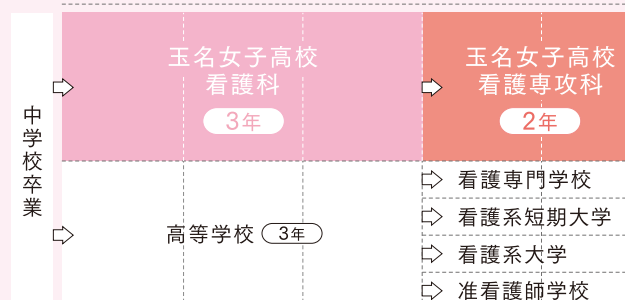 中学校卒業
玉名女子高校
看護科
3年
玉名女子高校
看護専攻科
2年
高等学校 3年
看護専門学校
看護系短期大学
看護系大学
准看護師学校